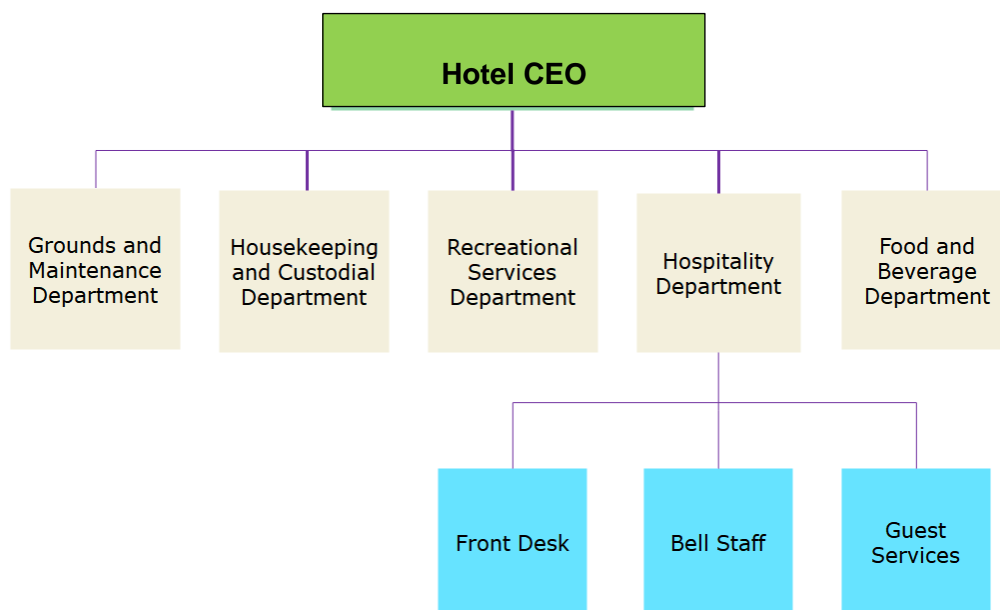 Hotel CEO
Grounds and
Maintenance
Department
Housekeeping
and Custodial
Department
Recreational
Services
Department
Hospitality
Department
Food and
Beverage
Department
Front Desk
Bell Staff
Guest
Services